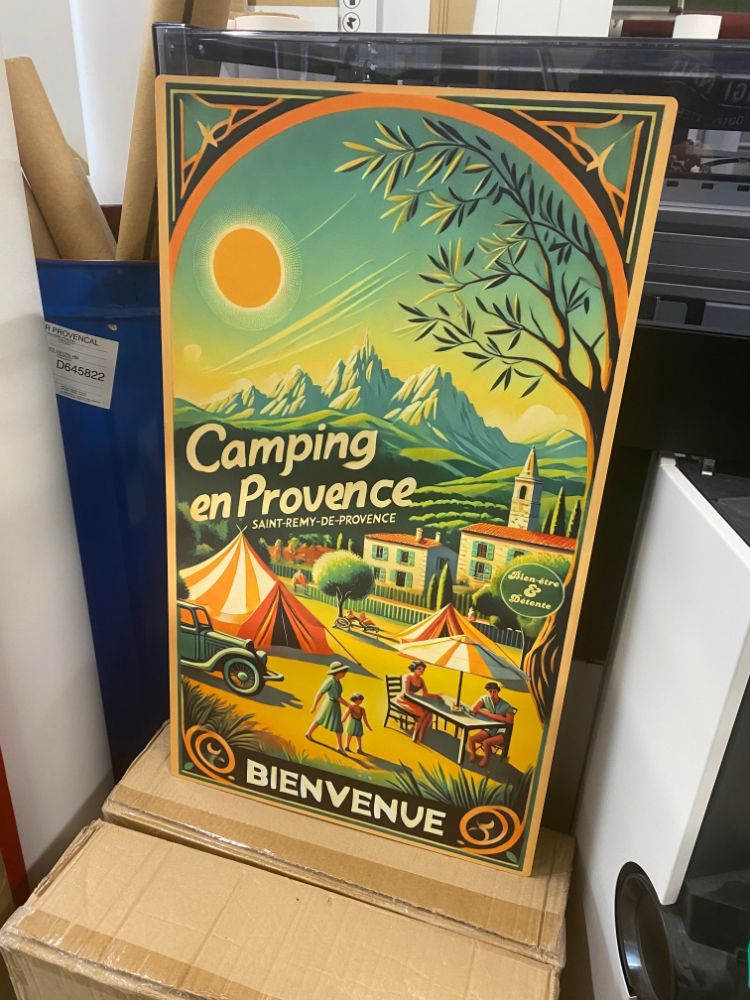 Camping
en Provence
SAINT-REMY-DE-PROVENCE
Bien-être
&
Détente
BIENVENUE
R PROVENCAL
D645822